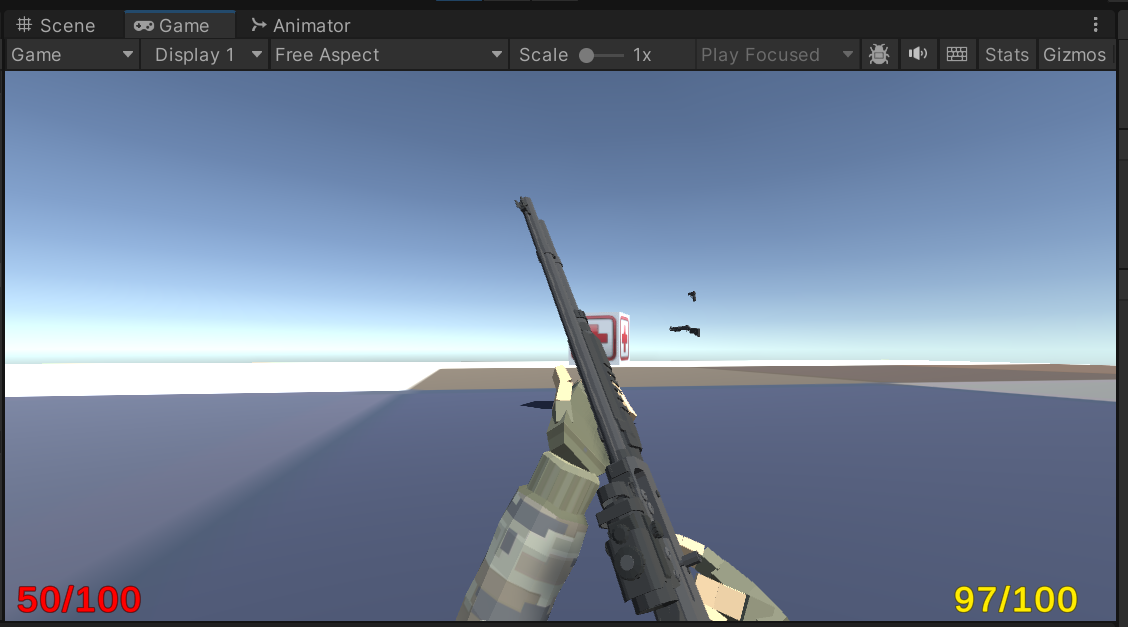 Scene Game Animator
Game Display 1 Free Aspect Scale 1x Play Focused Stats Gizmos
50/100 97/100